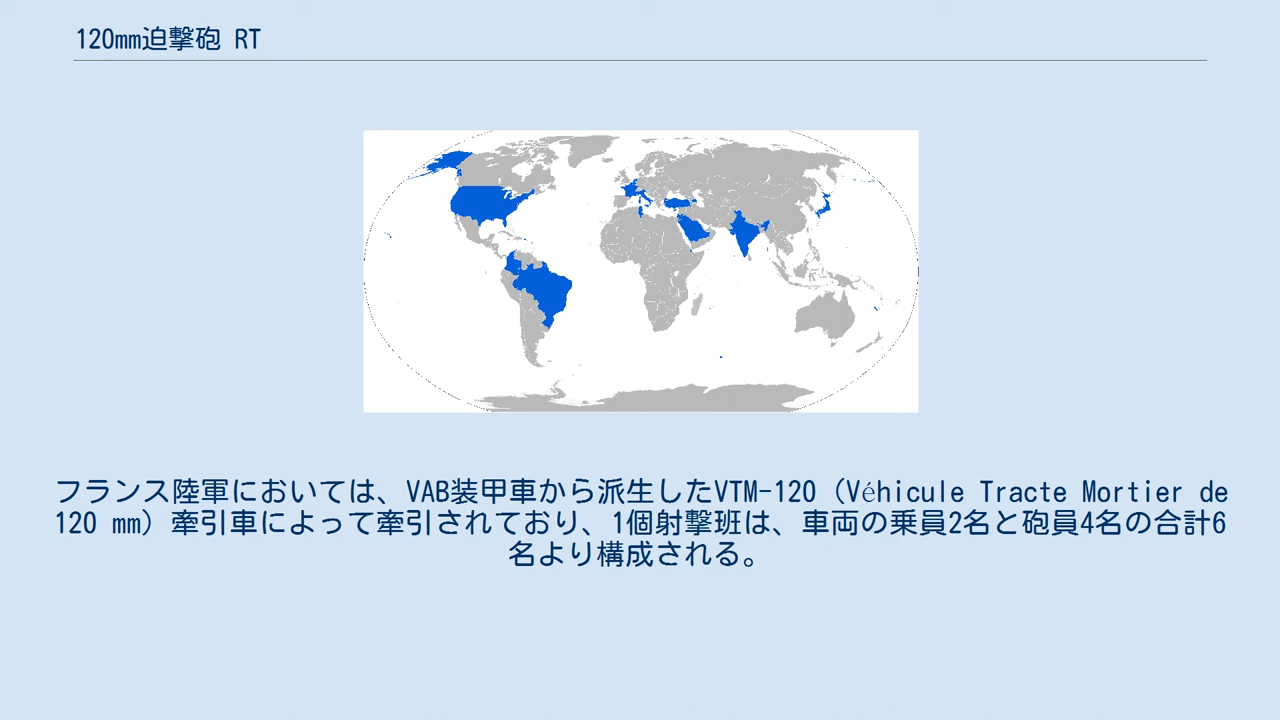 120mm迫撃砲 RT
フランス陸軍においては、VAB装甲車から派生したVTM-120（Véhicule Tracte Mortier de
120 mm）牽引車によって牽引されており、1個射撃班は、車両の乗員2名と砲員4名の合計6
名より構成される。